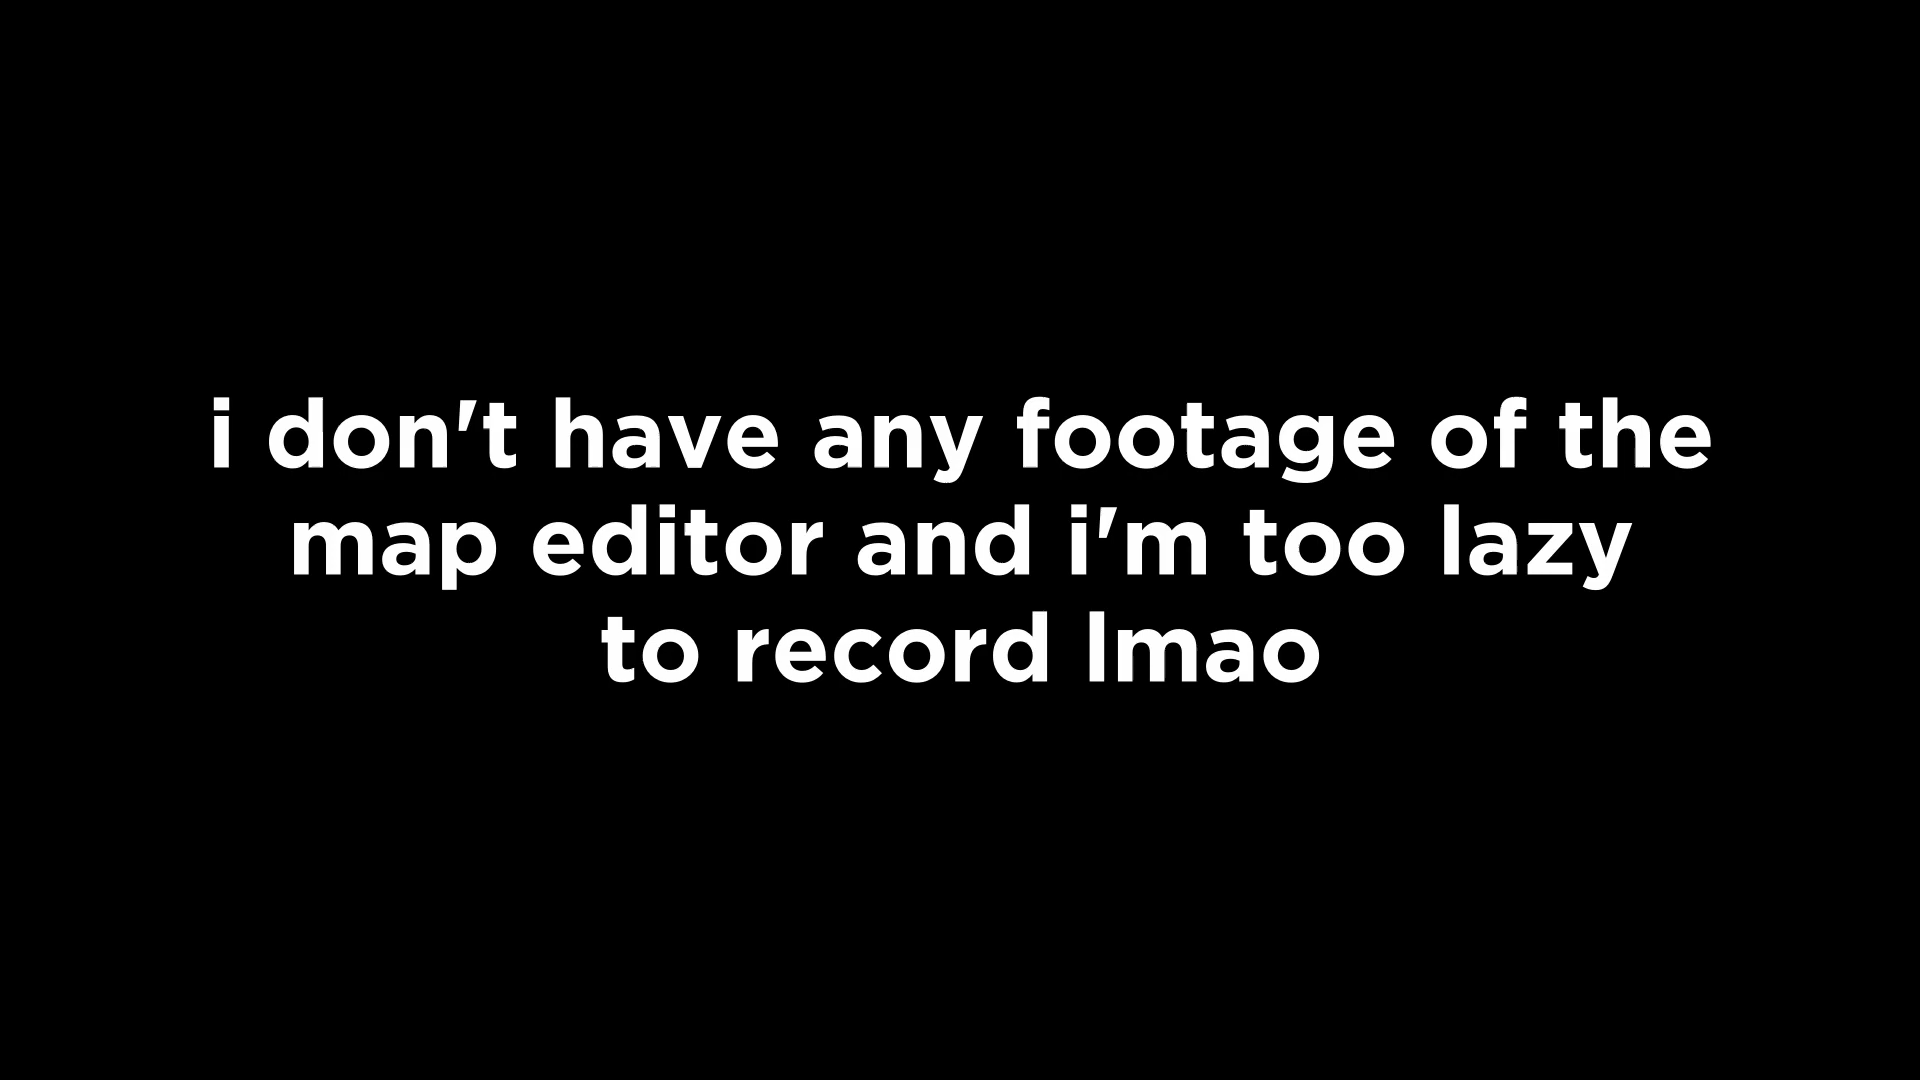 i don't have any footage of the
map editor and i'm too lazy
to record lmao